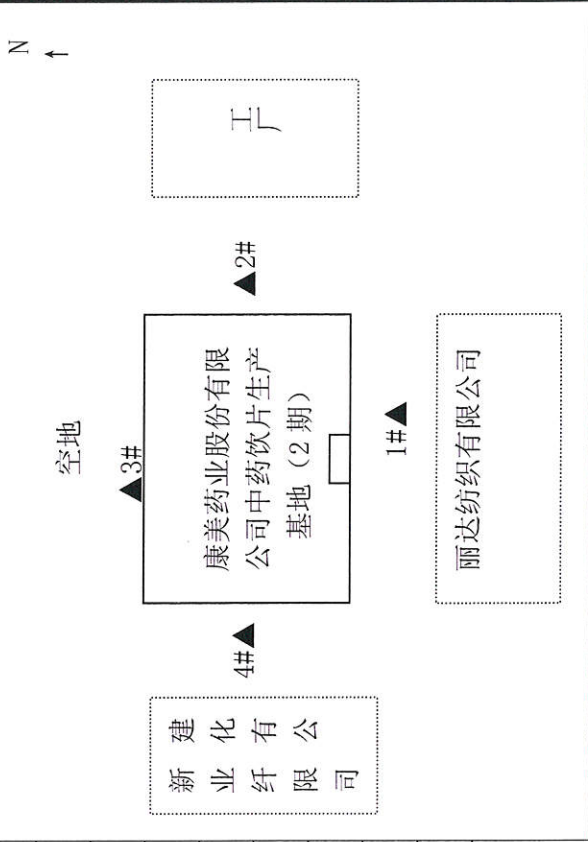 N ↑
空地
▲3#
新 建
业 化
纤 有
限 公
司
4#▲
康美药业股份有限
公司中药饮片生产
基地（2 期）
▲2#
工厂
1#▲
丽达纺织有限公司